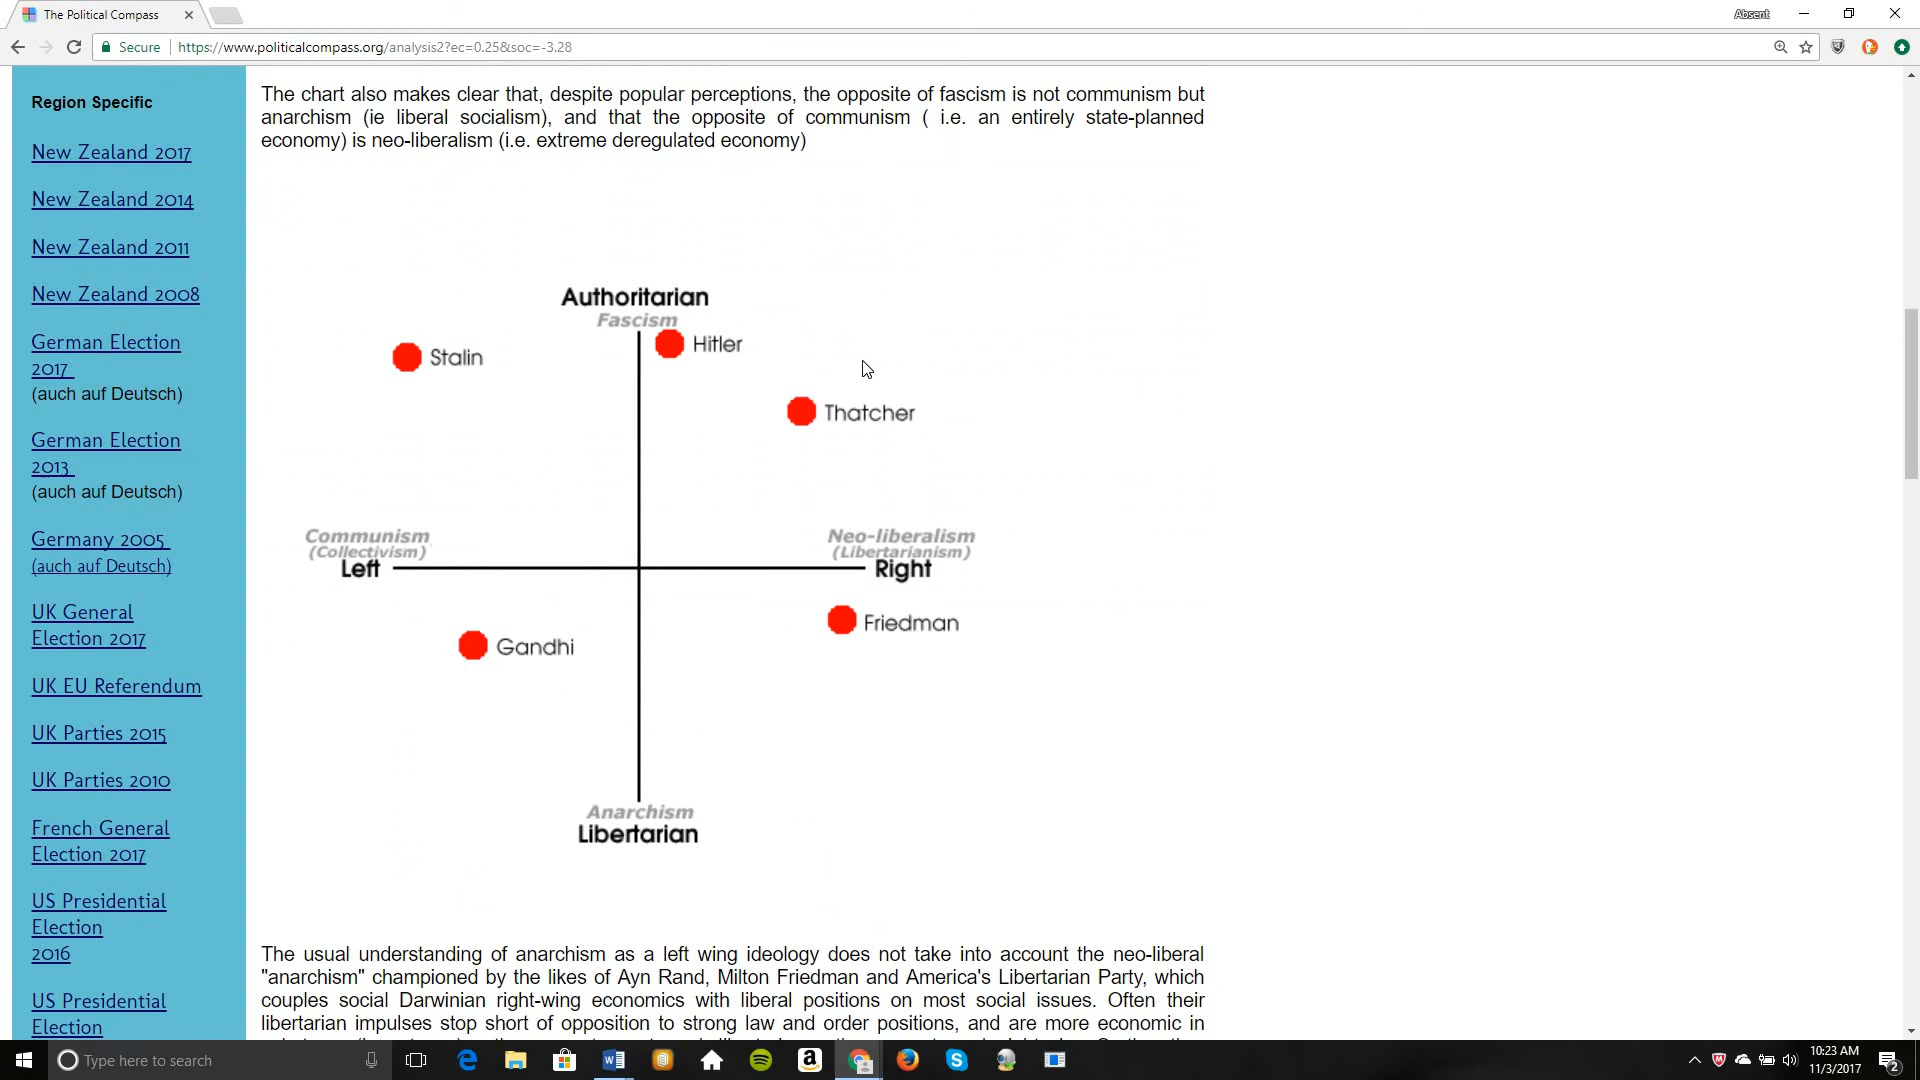 The Political Compass
Absent
Secure
https://www.politicalcompass.org/analysis2?ec=0.25&soc=-3.28
Region Specific
New Zealand 2017
New Zealand 2014
New Zealand 2011
New Zealand 2008
German Election
2017
(auch auf Deutsch)
German Election
2013
(auch auf Deutsch)
Germany 2005
(auch auf Deutsch)
UK General
Election 2017
UK EU Referendum
UK Parties 2015
UK Parties 2010
French General
Election 2017
US Presidential
Election
2016
US Presidential
Election
The chart also makes clear that, despite popular perceptions, the opposite of fascism is not communism but
anarchism (ie liberal socialism), and that the opposite of communism ( i.e. an entirely state-planned
economy) is neo-liberalism (i.e. extreme deregulated economy)
Authoritarian
Fascism
Hitler
Stalin
Thatcher
Communism
(Collectivism)
Left
Neo-liberalism
(Libertarianism)
Right
Friedman
Gandhi
Anarchism
Libertarian
The usual understanding of anarchism as a left wing ideology does not take into account the neo-liberal
"anarchism" championed by the likes of Ayn Rand, Milton Friedman and America's Libertarian Party, which
couples social Darwinian right-wing economics with liberal positions on most social issues. Often their
libertarian impulses stop short of opposition to strong law and order positions, and are more economic in
Type here to search
10:23 AM
11/3/2017
2